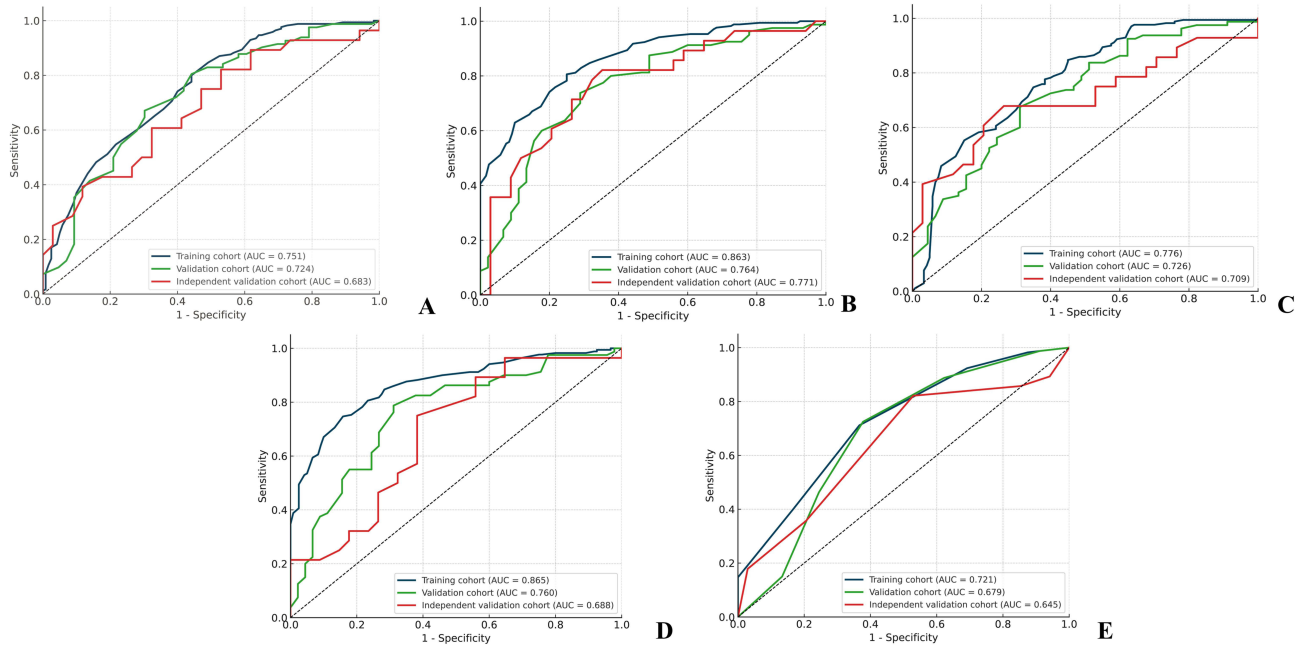 1.0
0.8
0.6
0.4
0.2
0.0
Sensitivity
0.0 0.2 0.4 0.6 0.8 1.0
1 - Specificity
Training cohort (AUC = 0.751)
Validation cohort (AUC = 0.724)
Independent validation cohort (AUC = 0.683)
A
1.0
0.8
0.6
0.4
0.2
0.0
Sensitivity
0.0 0.2 0.4 0.6 0.8 1.0
1 - Specificity
Training cohort (AUC = 0.863)
Validation cohort (AUC = 0.764)
Independent validation cohort (AUC = 0.771)
B
1.0
0.8
0.6
0.4
0.2
0.0
Sensitivity
0.0 0.2 0.4 0.6 0.8 1.0
1 - Specificity
Training cohort (AUC = 0.776)
Validation cohort (AUC = 0.726)
Independent validation cohort (AUC = 0.709)
C
1.0
0.8
0.6
0.4
0.2
0.0
Sensitivity
0.0 0.2 0.4 0.6 0.8 1.0
1 - Specificity
Training cohort (AUC = 0.865)
Validation cohort (AUC = 0.760)
Independent validation cohort (AUC = 0.688)
D
1.0
0.8
0.6
0.4
0.2
0.0
Sensitivity
0.0 0.2 0.4 0.6 0.8 1.0
1 - Specificity
Training cohort (AUC = 0.721)
Validation cohort (AUC = 0.679)
Independent validation cohort (AUC = 0.645)
E